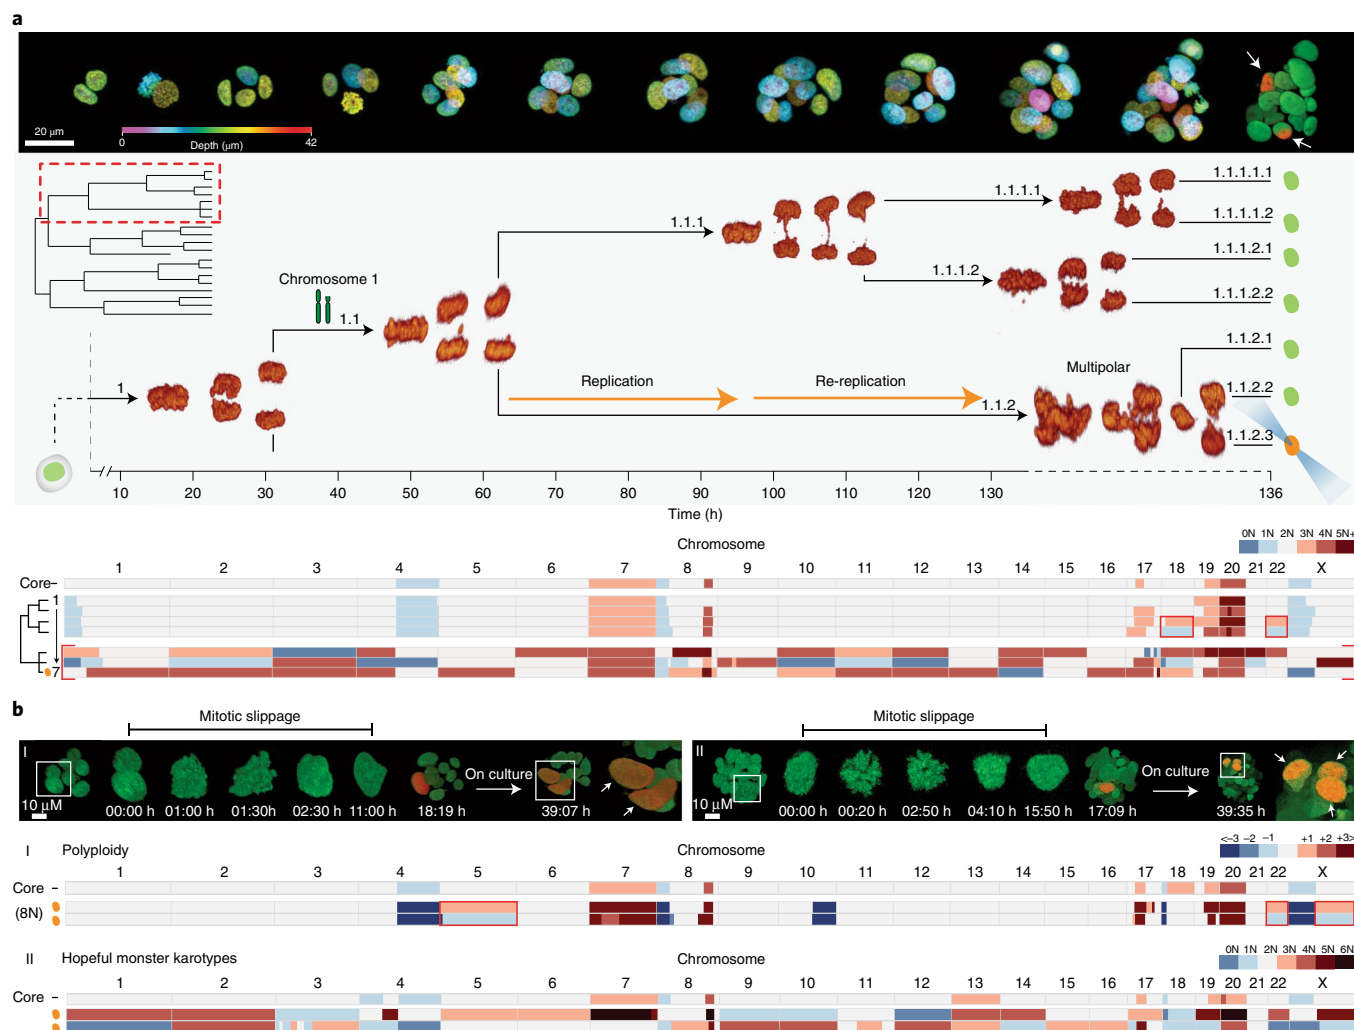 a
20 µm
0
42
Depth (µm)
1.1.1.1.1
1.1.1.1
1.1.1.1.2
1.1.1
1.1.1.2.1
1.1.1.2
1.1.1.2.2
Chromosome 1
1.1
1.1.2.1
Multipolar
Replication
Re-replication
1.1.2.2
1
1.1.2
1.1.2.3
10 20 30 40 50 60 70 80 90 100 110 120 130 136
Time (h)
Chromosome
0N 1N 2N 3N 4N 5N+
1 2 3 4 5 6 7 8 9 10 11 12 13 14 15 16 17 18 19 20 21 22 X
Core
1
7
b
Mitotic slippage
Mitotic slippage
I
On culture
10 µM
00:00 h 01:00 h 01:30h 02:30 h 11:00 h 18:19 h 39:07 h
II
On culture
10 µM
00:00 h 00:20 h 02:50 h 04:10 h 15:50 h 17:09 h 39:35 h
I Polyploidy
Chromosome
<–3 –2 –1 +1 +2 +3>
1 2 3 4 5 6 7 8 9 10 11 12 13 14 15 16 17 18 19 20 21 22 X
Core
(8N)
II Hopeful monster karotypes
Chromosome
0N 1N 2N 3N 4N 5N 6N
1 2 3 4 5 6 7 8 9 10 11 12 13 14 15 16 17 18 19 20 21 22 X
Core